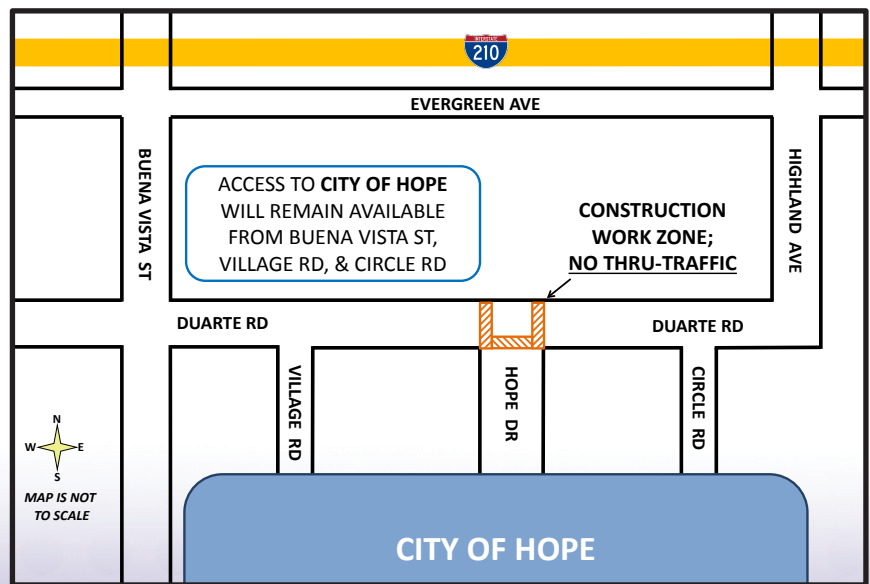 INTERSTATE
210
EVERGREEN AVE
BUENA VISTA ST
HIGHLAND AVE
ACCESS TO CITY OF HOPE
WILL REMAIN AVAILABLE
FROM BUENA VISTA ST,
VILLAGE RD, & CIRCLE RD
CONSTRUCTION
WORK ZONE;
NO THRU-TRAFFIC
DUARTE RD
DUARTE RD
VILLAGE RD
HOPE DR
CIRCLE RD
N
W
E
S
MAP IS NOT
TO SCALE
CITY OF HOPE